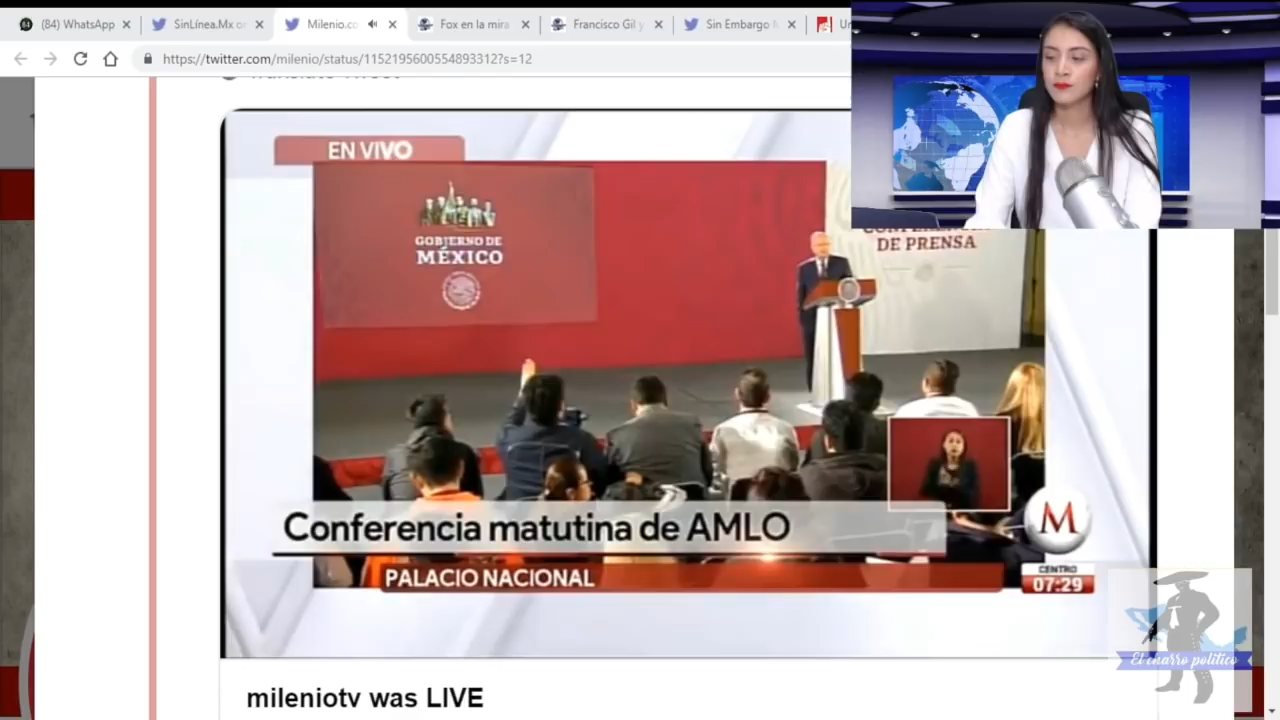 (84) WhatsApp
SinLínea.Mx o
Milenio.co
Fox en la mira
Francisco Gil y
Sin Embargo
Un
https://twitter.com/milenio/status/1152195600554893312?s=12
EN VIVO
GOBIERNO DE
MÉXICO
CONFERENCIA
DE PRENSA
Conferencia matutina de AMLO
PALACIO NACIONAL
M
CENTRO
07:29
El charro político
mileniotv was LIVE